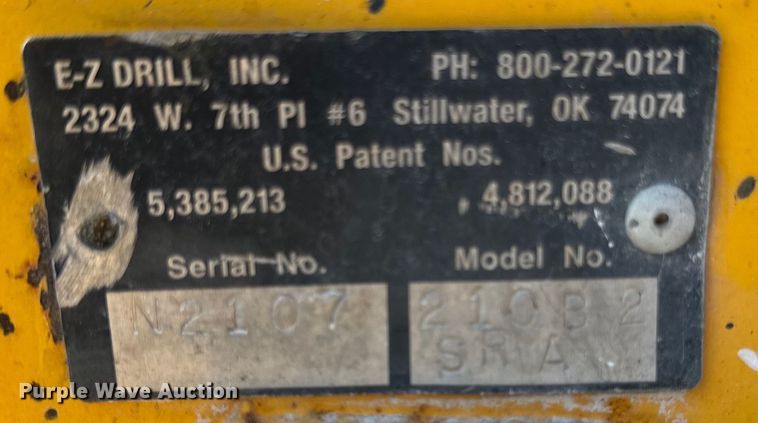 E-Z DRILL, INC. PH: 800-272-0121
2324 W. 7th Pl #6 Stillwater, OK 74074
U.S. Patent Nos.
5,385,213 4,812,088
Serial No. Model No.
N2107 210B2
SRA
Purple Wave Auction